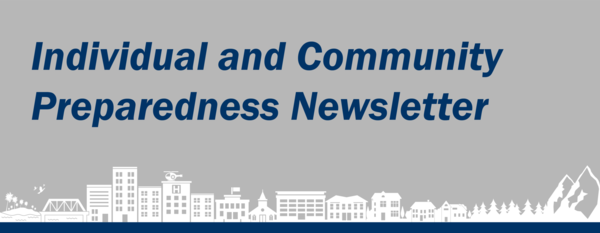 Individual and Community
Preparedness Newsletter